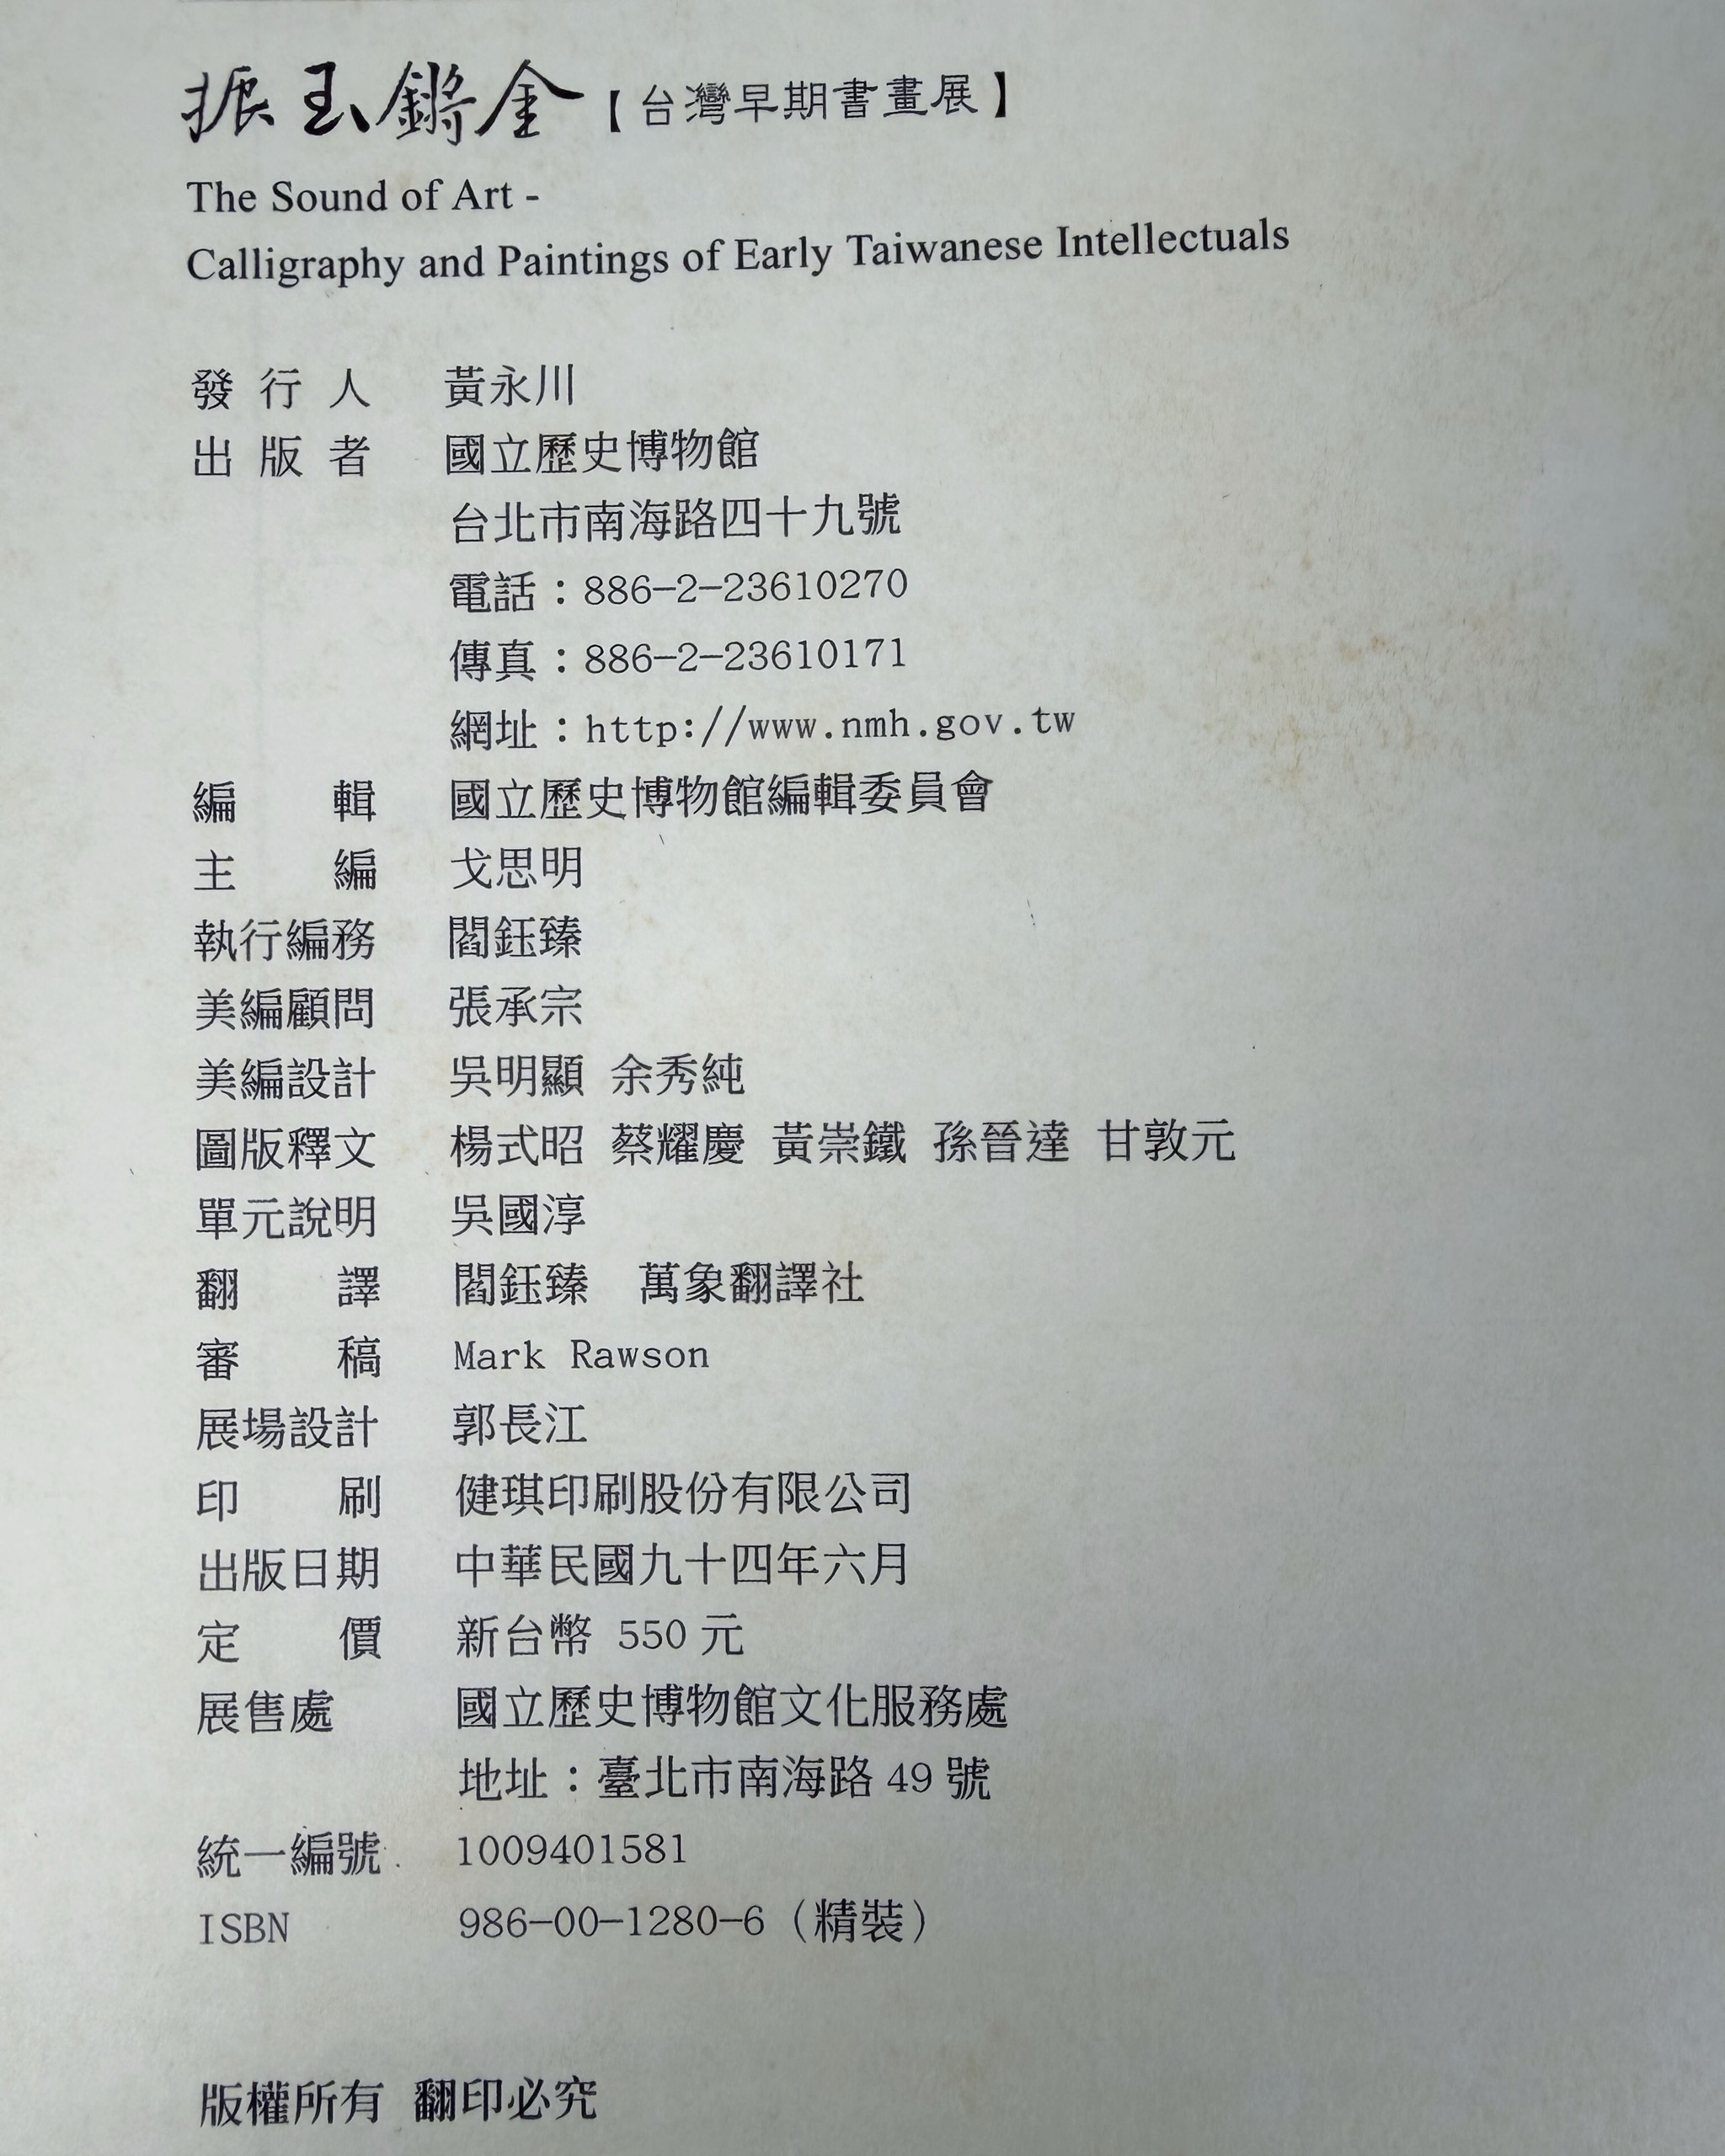 振玉鏘金【台灣早期書畫展】
The Sound of Art -
Calligraphy and Paintings of Early Taiwanese Intellectuals
發行人 黃永川
出版者 國立歷史博物館
台北市南海路四十九號
電話：886-2-23610270
傳真：886-2-23610171
網址：http://www.nmh.gov.tw
編輯 國立歷史博物館編輯委員會
主編 戈思明
執行編務 閻鈺臻
美編顧問 張承宗
美編設計 吳明顯 余秀純
圖版釋文 楊式昭 蔡耀慶 黃崇鐵 孫晉達 甘敦元
單元說明 吳國淳
翻譯 閻鈺臻 萬象翻譯社
審稿 Mark Rawson
展場設計 郭長江
印刷 健琪印刷股份有限公司
出版日期 中華民國九十四年六月
定價 新台幣 550 元
展售處 國立歷史博物館文化服務處
地址：臺北市南海路 49 號
統一編號 1009401581
ISBN 986-00-1280-6（精裝）
版權所有 翻印必究